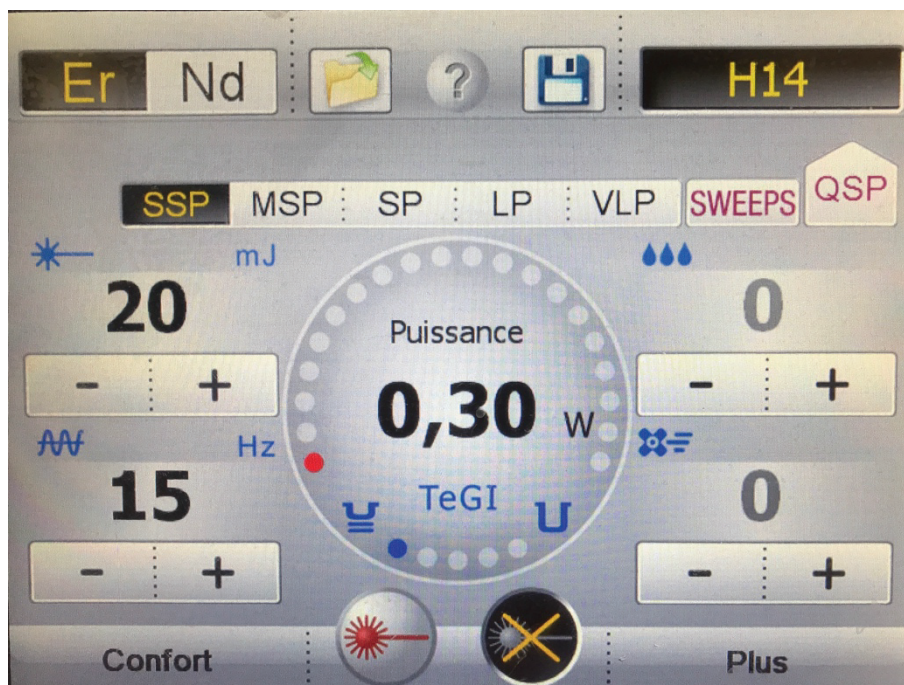 Er Nd ? H14
SSP MSP SP LP VLP SWEEPS QSP
mJ
20
0
Puissance
- +
0,30 W
- +
Hz
15
TeGI
0
- +
- +
Confort
Plus